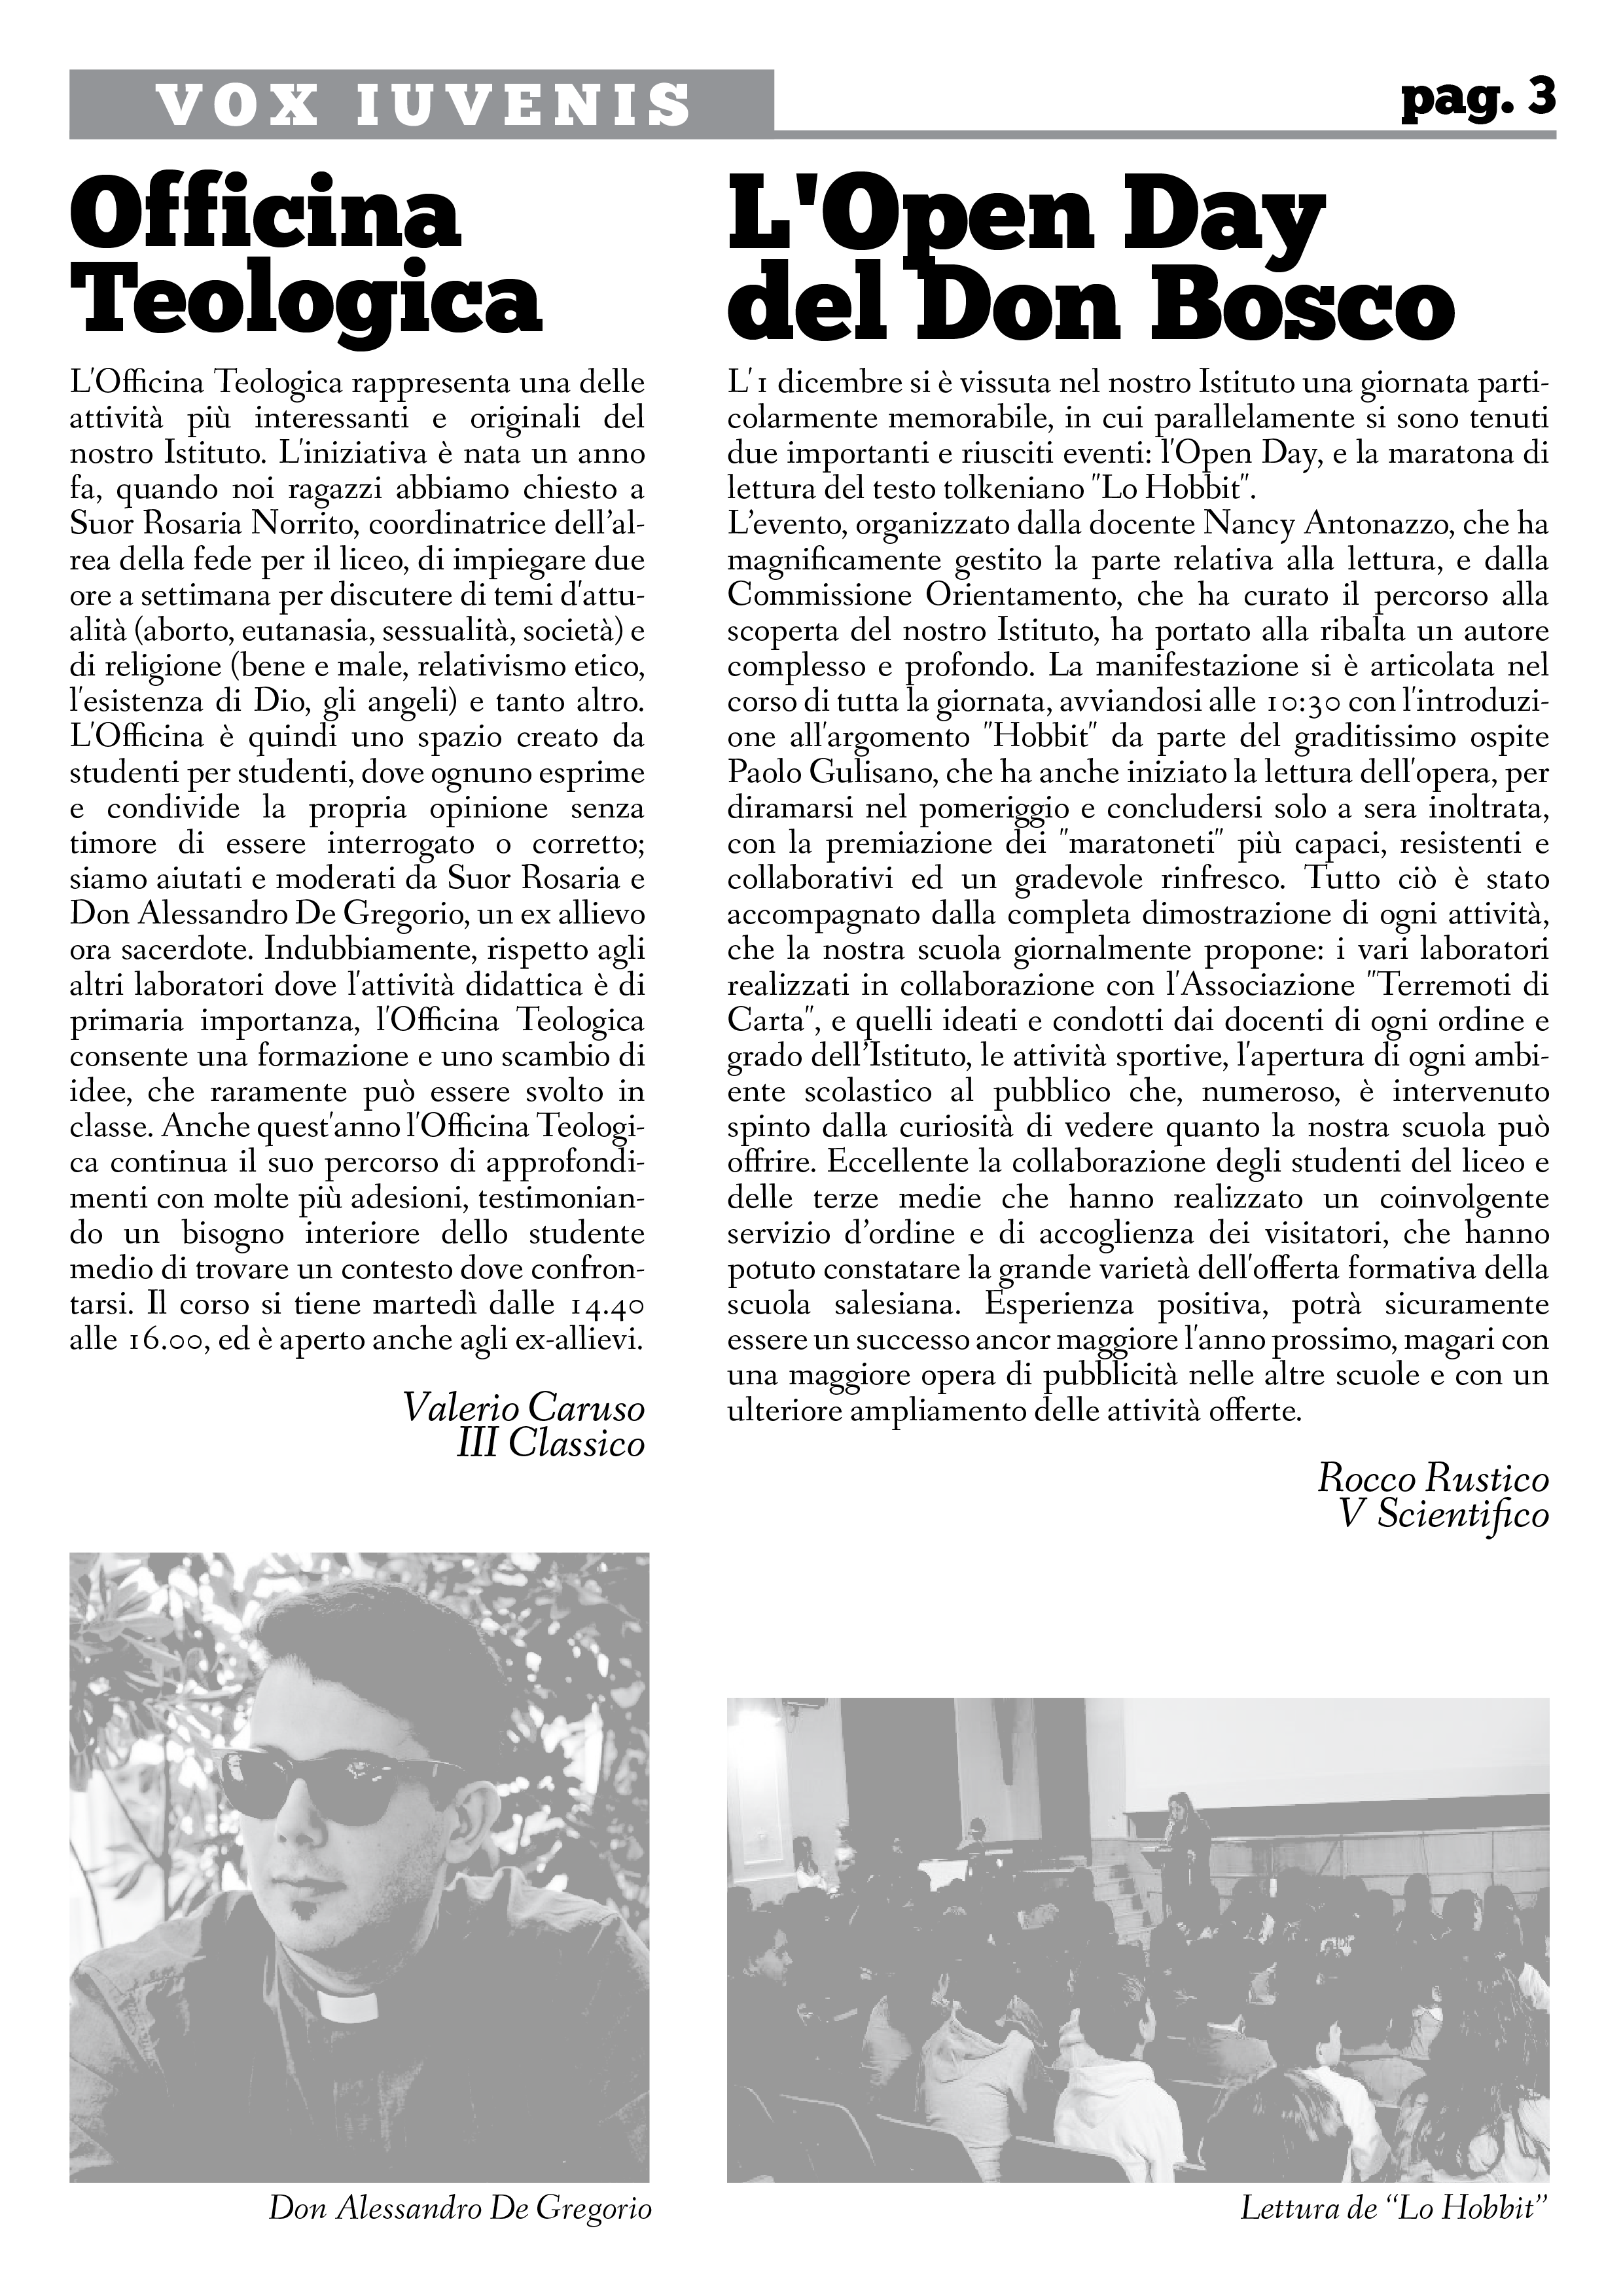 VOX IUVENIS
pag. 3
Officina
Teologica
L'Officina Teologica rappresenta una delle
attività più interessanti e originali del
nostro Istituto. L'iniziativa è nata un anno
fa, quando noi ragazzi abbiamo chiesto a
Suor Rosaria Norrito, coordinatrice dell’al-
rea della fede per il liceo, di impiegare due
ore a settimana per discutere di temi d'attu-
alità (aborto, eutanasia, sessualità, società) e
di religione (bene e male, relativismo etico,
l'esistenza di Dio, gli angeli) e tanto altro.
L'Officina è quindi uno spazio creato da
studenti per studenti, dove ognuno esprime
e condivide la propria opinione senza
timore di essere interrogato o corretto;
siamo aiutati e moderati da Suor Rosaria e
Don Alessandro De Gregorio, un ex allievo
ora sacerdote. Indubbiamente, rispetto agli
altri laboratori dove l'attività didattica è di
primaria importanza, l'Officina Teologica
consente una formazione e uno scambio di
idee, che raramente può essere svolto in
classe. Anche quest'anno l'Officina Teologi-
ca continua il suo percorso di approfondi-
menti con molte più adesioni, testimonian-
do un bisogno interiore dello studente
medio di trovare un contesto dove confron-
tarsi. Il corso si tiene martedì dalle 14.40
alle 16.00, ed è aperto anche agli ex-allievi.
Valerio Caruso
III Classico
Don Alessandro De Gregorio
L'Open Day
del Don Bosco
L'1 dicembre si è vissuta nel nostro Istituto una giornata parti-
colarmente memorabile, in cui parallelamente si sono tenuti
due importanti e riusciti eventi: l'Open Day, e la maratona di
lettura del testo tolkeniano "Lo Hobbit".
L’evento, organizzato dalla docente Nancy Antonazzo, che ha
magnificamente gestito la parte relativa alla lettura, e dalla
Commissione Orientamento, che ha curato il percorso alla
scoperta del nostro Istituto, ha portato alla ribalta un autore
complesso e profondo. La manifestazione si è articolata nel
corso di tutta la giornata, avviandosi alle 10:30 con l'introduzi-
one all'argomento "Hobbit" da parte del graditissimo ospite
Paolo Gulisano, che ha anche iniziato la lettura dell'opera, per
diramarsi nel pomeriggio e concludersi solo a sera inoltrata,
con la premiazione dei "maratoneti" più capaci, resistenti e
collaborativi ed un gradevole rinfresco. Tutto ciò è stato
accompagnato dalla completa dimostrazione di ogni attività,
che la nostra scuola giornalmente propone: i vari laboratori
realizzati in collaborazione con l'Associazione "Terremoti di
Carta", e quelli ideati e condotti dai docenti di ogni ordine e
grado dell’Istituto, le attività sportive, l'apertura di ogni ambi-
ente scolastico al pubblico che, numeroso, è intervenuto
spinto dalla curiosità di vedere quanto la nostra scuola può
offrire. Eccellente la collaborazione degli studenti del liceo e
delle terze medie che hanno realizzato un coinvolgente
servizio d’ordine e di accoglienza dei visitatori, che hanno
potuto constatare la grande varietà dell'offerta formativa della
scuola salesiana. Esperienza positiva, potrà sicuramente
essere un successo ancor maggiore l'anno prossimo, magari con
una maggiore opera di pubblicità nelle altre scuole e con un
ulteriore ampliamento delle attività offerte.
Rocco Rustico
V Scientifico
Lettura de “Lo Hobbit”